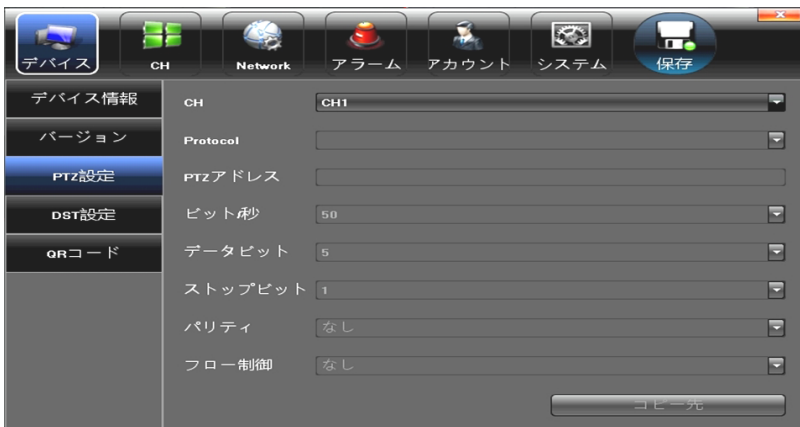 デバイス CH Network アラーム アカウント システム 保存
デバイス情報
バージョン
PTZ設定
DST設定
QRコード
CH CH1
Protocol
PTZアドレス
ビット/秒 50
データビット 5
ストップビット 1
パリティ なし
フロー制御 なし
コピー先